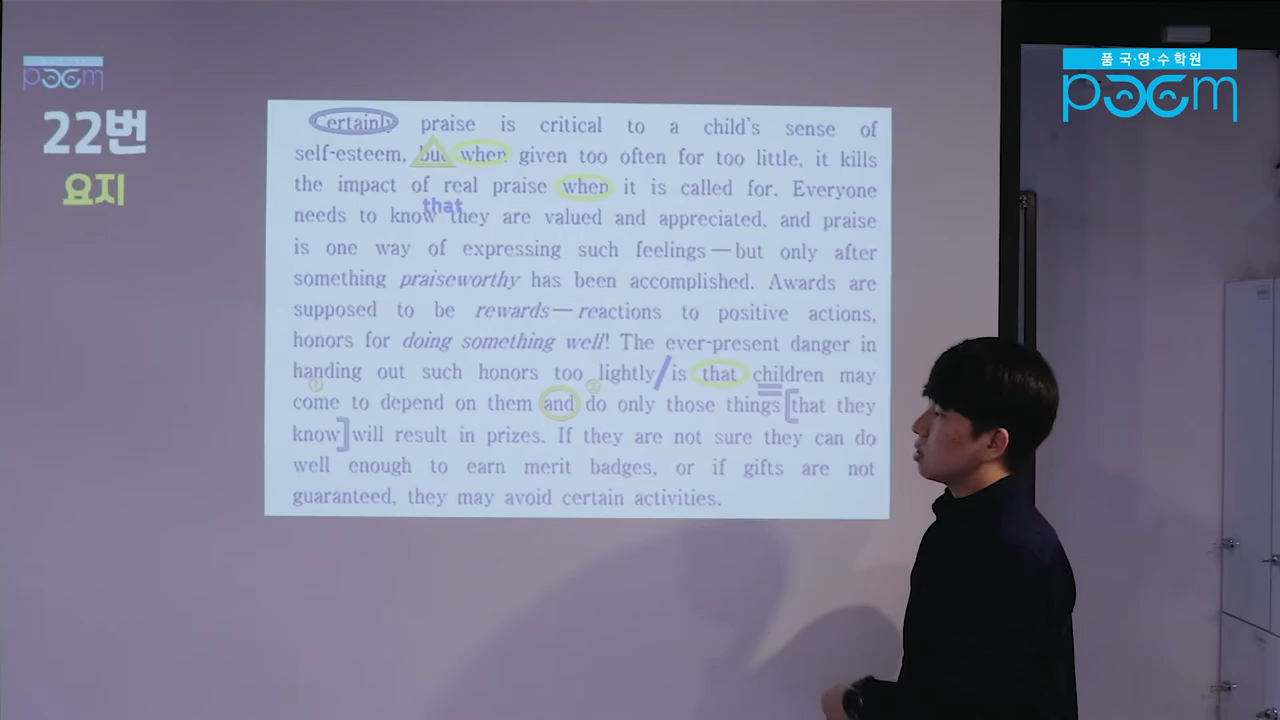 품 국·영·수 학원
poem
poem
22번
요지
Certainly praise is critical to a child's sense of
self-esteem, but when given too often for too little, it kills
the impact of real praise when it is called for. Everyone
that
needs to know they are valued and appreciated, and praise
is one way of expressing such feelings — but only after
something praiseworthy has been accomplished. Awards are
supposed to be rewards — reactions to positive actions,
honors for doing something well! The ever-present danger in
handing out such honors too lightly / is that children may
① ②
come to depend on them and do only those things [that they
know] will result in prizes. If they are not sure they can do
well enough to earn merit badges, or if gifts are not
guaranteed, they may avoid certain activities.